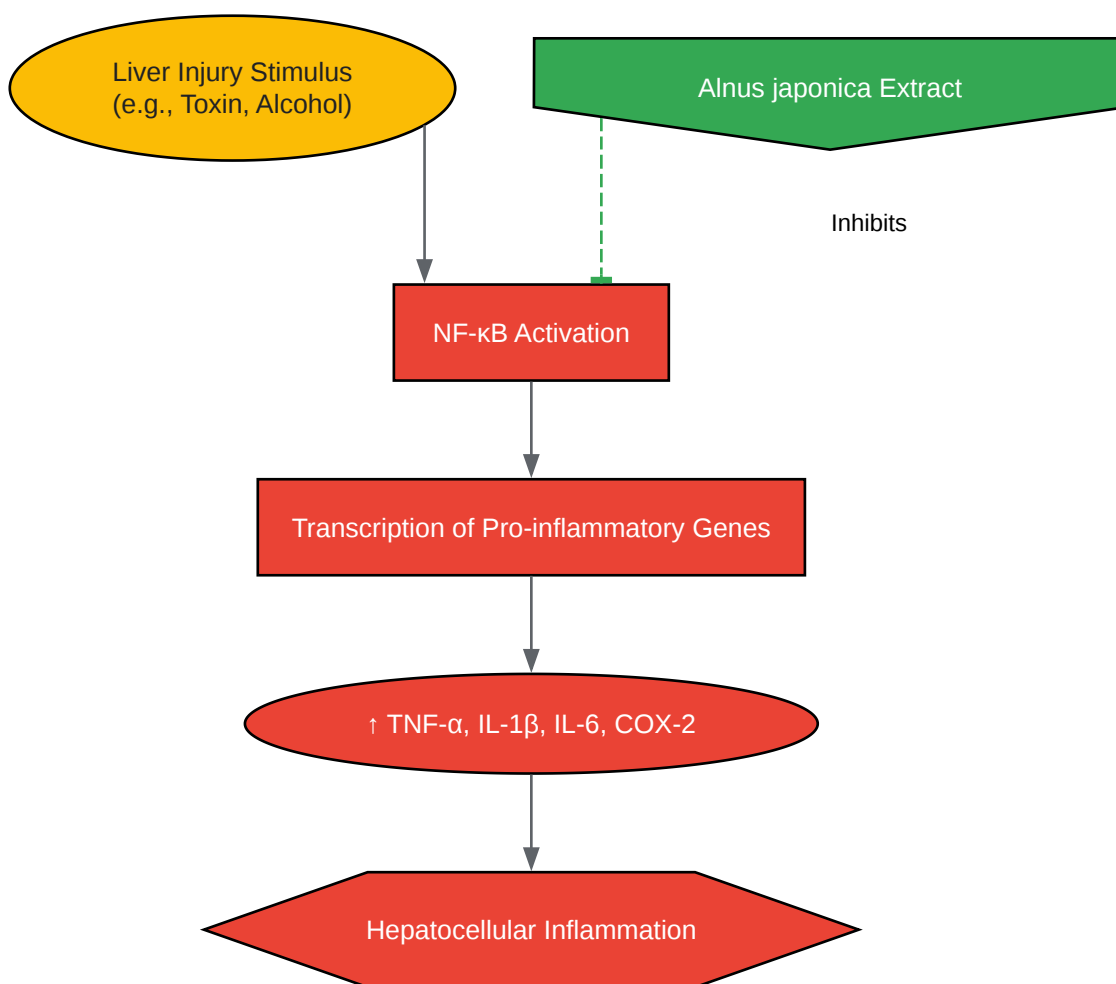 Liver Injury Stimulus
(e.g., Toxin, Alcohol)
Alnus japonica Extract
Inhibits
NF-κB Activation
Transcription of Pro-inflammatory Genes
↑ TNF-α, IL-1β, IL-6, COX-2
Hepatocellular Inflammation